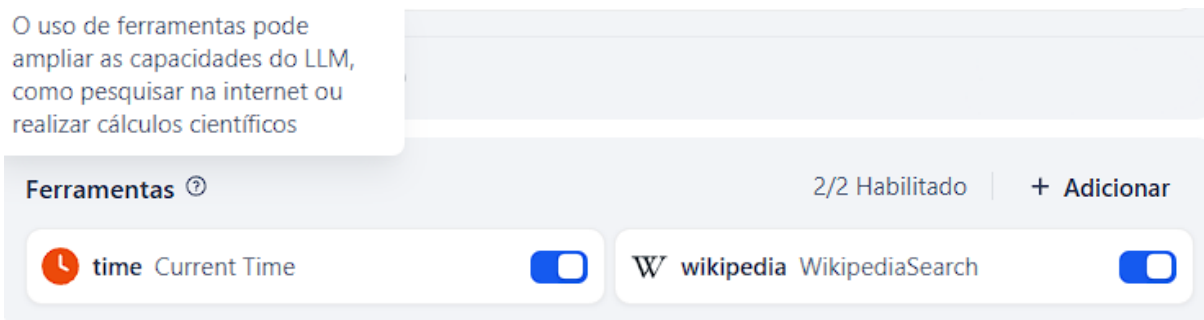 O uso de ferramentas pode
ampliar as capacidades do LLM,
como pesquisar na internet ou
realizar cálculos científicos
Ferramentas
2/2 Habilitado
+ Adicionar
time Current Time
W wikipedia WikipediaSearch